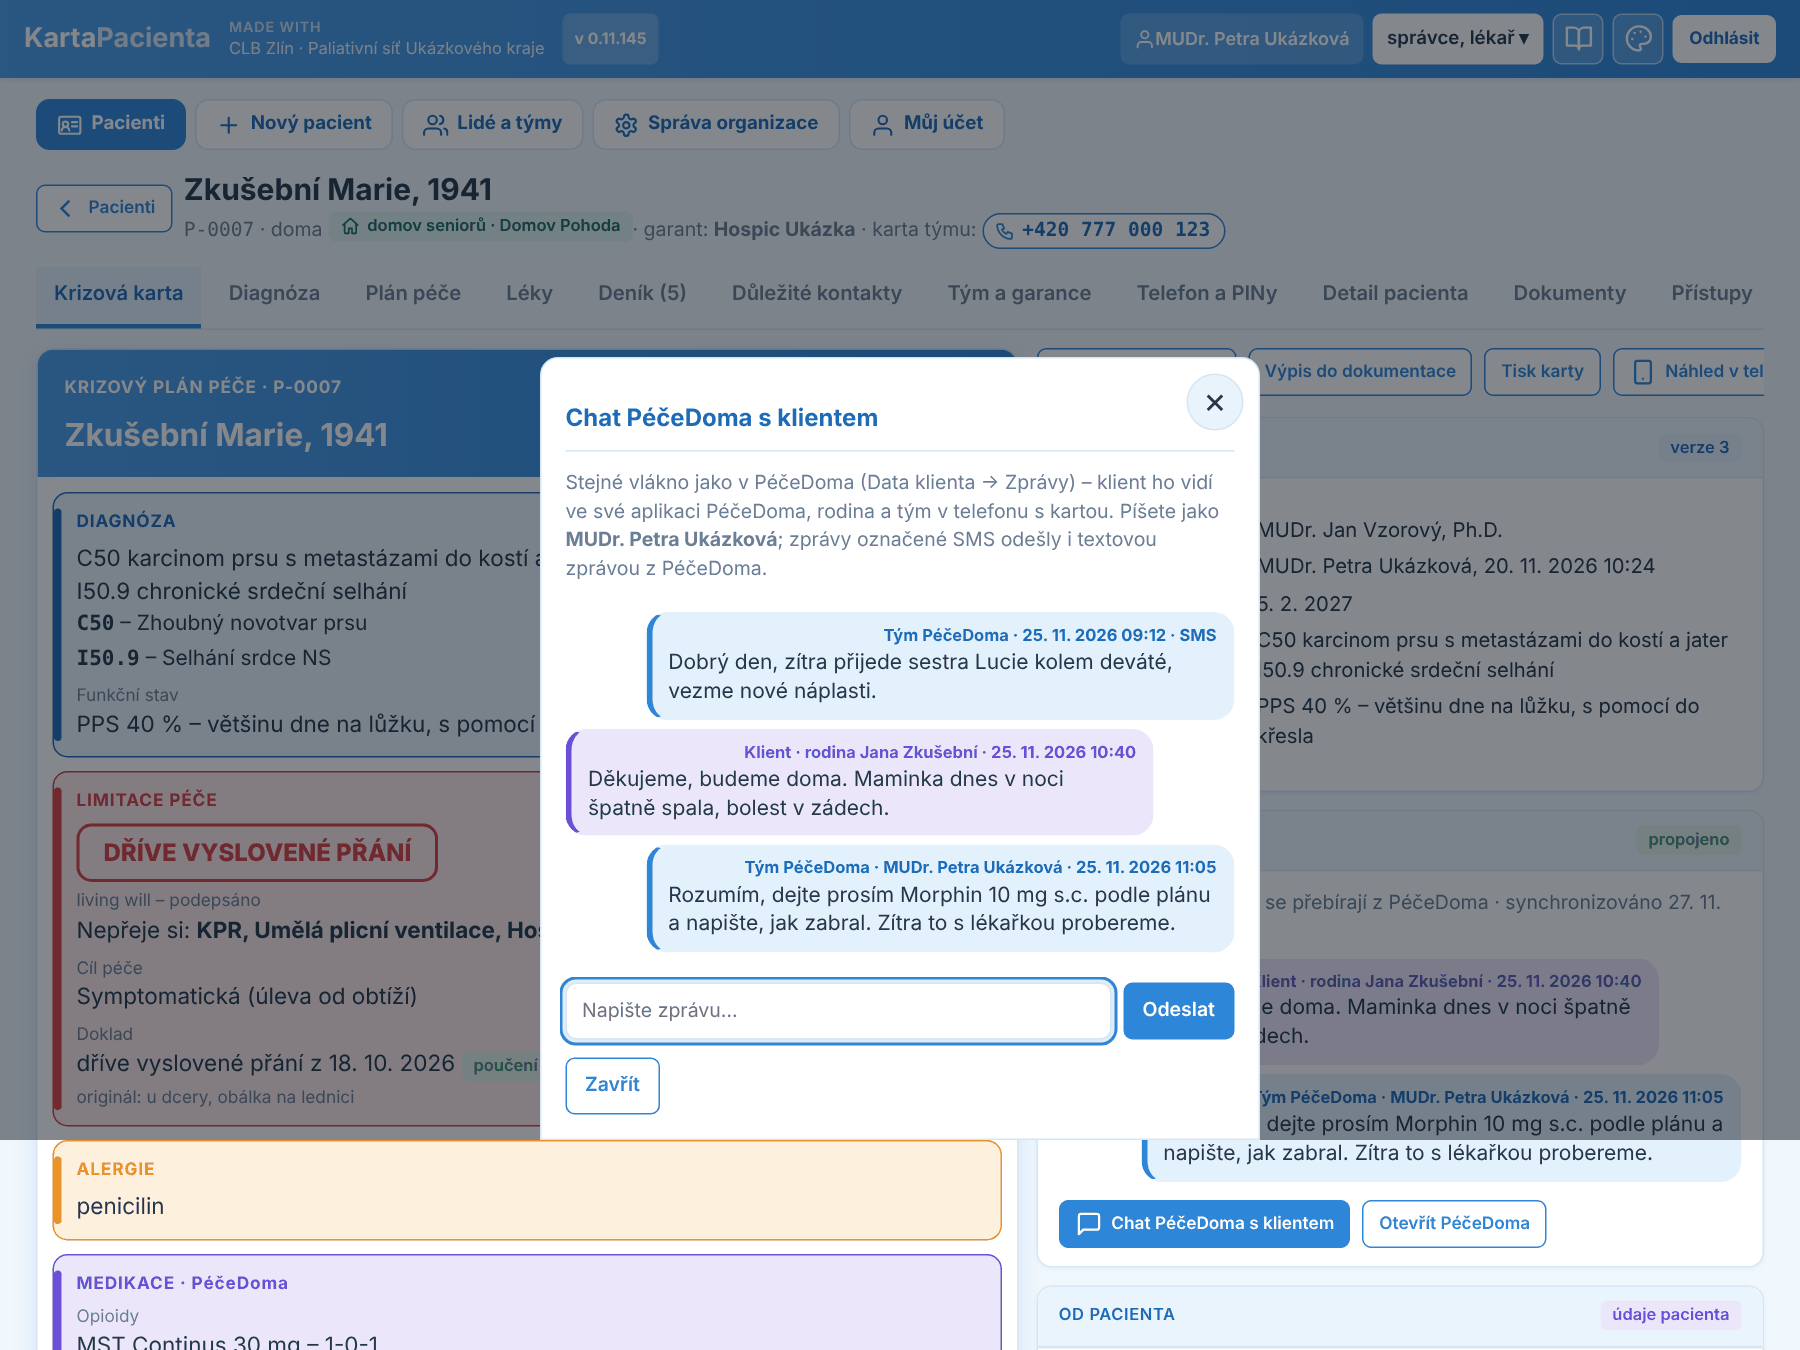 KartaPacienta
MADE WITH
CLB Zlín · Paliativní síť Ukázkového kraje
v 0.11.145
MUDr. Petra Ukázková
správce, lékař ▾
Odhlásit
Pacienti
Nový pacient
Lidé a týmy
Správa organizace
Můj účet
Pacienti
Zkušební Marie, 1941
P-0007 · doma domov seniorů · Domov Pohoda · garant: Hospic Ukázka · karta týmu: +420 777 000 123
Krizová karta
Diagnóza
Plán péče
Léky
Deník (5)
Důležité kontakty
Tým a garance
Telefon a PINy
Detail pacienta
Dokumenty
Přístupy
KRIZOVÝ PLÁN PÉČE · P-0007
Zkušební Marie, 1941
DIAGNÓZA
C50 karcinom prsu s metastázami do kostí a
I50.9 chronické srdeční selhání
C50 – Zhoubný novotvar prsu
I50.9 – Selhání srdce NS
Funkční stav
PPS 40 % – většinu dne na lůžku, s pomocí
LIMITACE PÉČE
DŘÍVE VYSLOVENÉ PŘÁNÍ
living will – podepsáno
Nepřeje si: KPR, Umělá plicní ventilace, Hos
Cíl péče
Symptomatická (úleva od obtíží)
Doklad
dříve vyslovené přání z 18. 10. 2026 poučení
originál: u dcery, obálka na lednici
ALERGIE
penicilin
MEDIKACE · PéčeDoma
Opioidy
MST Continus 30 mg – 1-0-1
Chat PéčeDoma s klientem
×
Stejné vlákno jako v PéčeDoma (Data klienta → Zprávy) – klient ho vidí
ve své aplikaci PéčeDoma, rodina a tým v telefonu s kartou. Píšete jako
MUDr. Petra Ukázková; zprávy označené SMS odešly i textovou
zprávou z PéčeDoma.
Tým PéčeDoma · 25. 11. 2026 09:12 · SMS
Dobrý den, zítra přijede sestra Lucie kolem deváté,
vezme nové náplasti.
Klient · rodina Jana Zkušební · 25. 11. 2026 10:40
Děkujeme, budeme doma. Maminka dnes v noci
špatně spala, bolest v zádech.
Tým PéčeDoma · MUDr. Petra Ukázková · 25. 11. 2026 11:05
Rozumím, dejte prosím Morphin 10 mg s.c. podle plánu
a napište, jak zabral. Zítra to s lékařkou probereme.
Napište zprávu...
Odeslat
Zavřít
Výpis do dokumentace
Tisk karty
Náhled v tel
verze 3
MUDr. Jan Vzorový, Ph.D.
MUDr. Petra Ukázková, 20. 11. 2026 10:24
5. 2. 2027
C50 karcinom prsu s metastázami do kostí a jater
I50.9 chronické srdeční selhání
PPS 40 % – většinu dne na lůžku, s pomocí do
křesla
propojeno
se přebírají z PéčeDoma · synchronizováno 27. 11.
Klient · rodina Jana Zkušební · 25. 11. 2026 10:40
e doma. Maminka dnes v noci špatně
dech.
Tým PéčeDoma · MUDr. Petra Ukázková · 25. 11. 2026 11:05
dejte prosím Morphin 10 mg s.c. podle plánu a
napište, jak zabral. Zítra to s lékařkou probereme.
Chat PéčeDoma s klientem
Otevřít PéčeDoma
OD PACIENTA
údaje pacienta